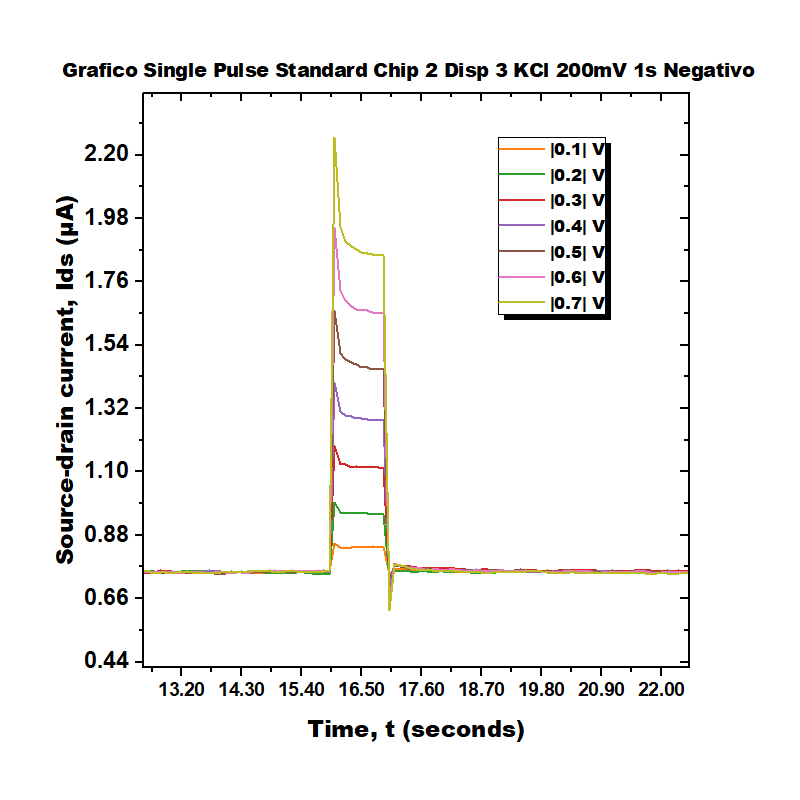 Grafico Single Pulse Standard Chip 2 Disp 3 KCl 200mV 1s Negativo
|0.1| V
|0.2| V
|0.3| V
|0.4| V
|0.5| V
|0.6| V
|0.7| V
2.20
1.98
1.76
1.54
1.32
1.10
0.88
0.66
0.44
Source-drain current, Ids (µA)
13.20 14.30 15.40 16.50 17.60 18.70 19.80 20.90 22.00
Time, t (seconds)